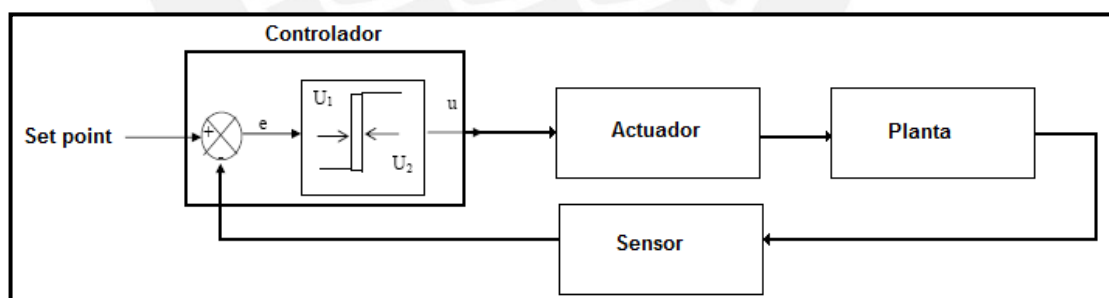 Controlador
Set point
+
-
e
U₁
U₂
u
Actuador
Planta
Sensor